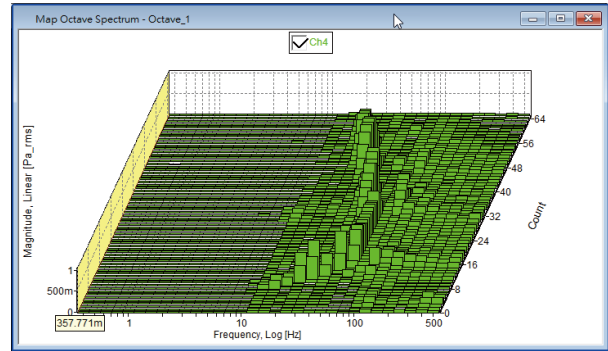 Map Octave Spectrum - Octave_1
Ch4
Magnitude, Linear [Pa_rms]
1
500m
0
64
56
48
40
32
24
16
8
0
Count
357.771m
1
10
100
500
Frequency, Log [Hz]